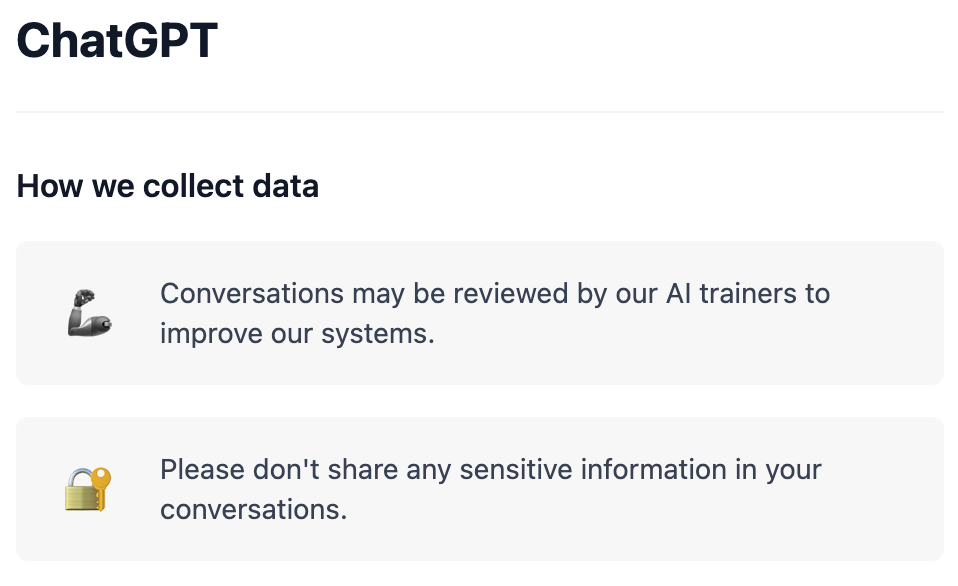 ChatGPT
How we collect data
Conversations may be reviewed by our AI trainers to
improve our systems.
Please don't share any sensitive information in your
conversations.